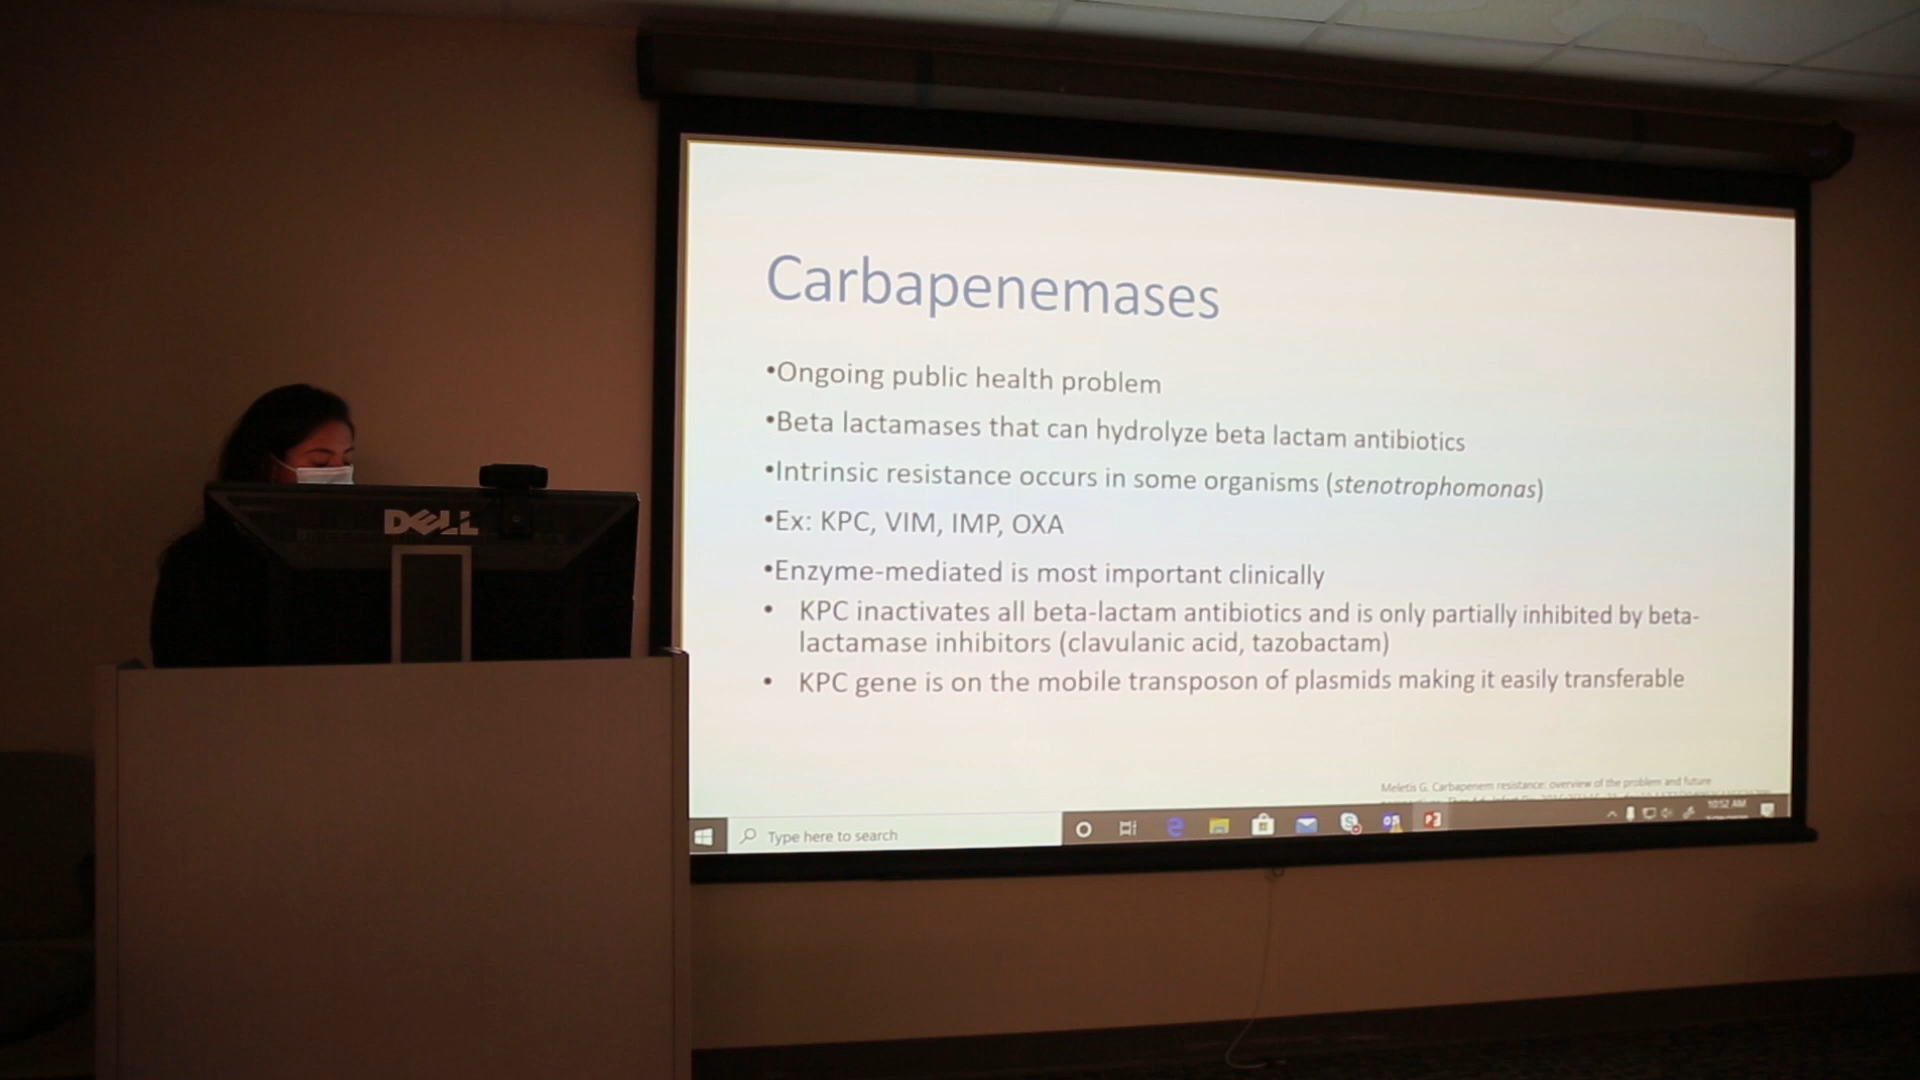 Carbapenemases
•Ongoing public health problem
•Beta lactamases that can hydrolyze beta lactam antibiotics
•Intrinsic resistance occurs in some organisms (stenotrophomonas)
•Ex: KPC, VIM, IMP, OXA
•Enzyme-mediated is most important clinically
• KPC inactivates all beta-lactam antibiotics and is only partially inhibited by beta-
lactamase inhibitors (clavulanic acid, tazobactam)
• KPC gene is on the mobile transposon of plasmids making it easily transferable
Meletis G. Carbapenem resistance: overview of the problem and future
Type here to search
10:52 AM
DELL